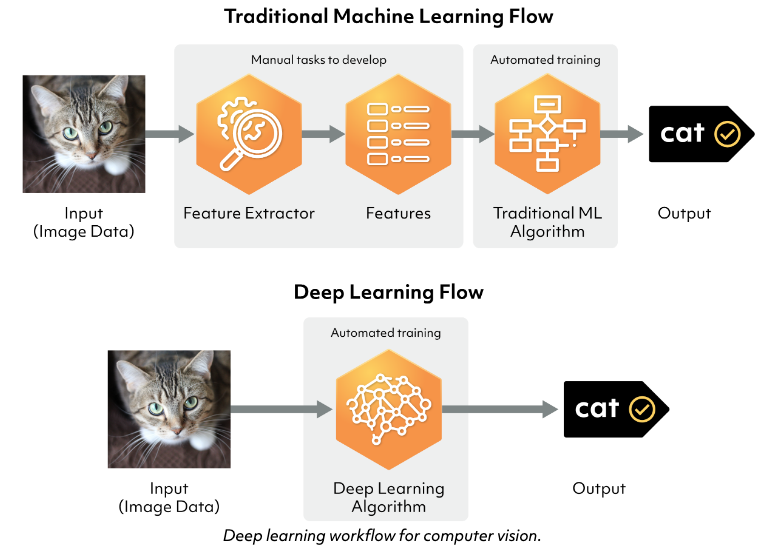 Traditional Machine Learning Flow
Manual tasks to develop
Automated training
cat
Input
(Image Data)
Feature Extractor
Features
Traditional ML
Algorithm
Output
Deep Learning Flow
Automated training
cat
Input
(Image Data)
Deep Learning
Algorithm
Output
Deep learning workflow for computer vision.